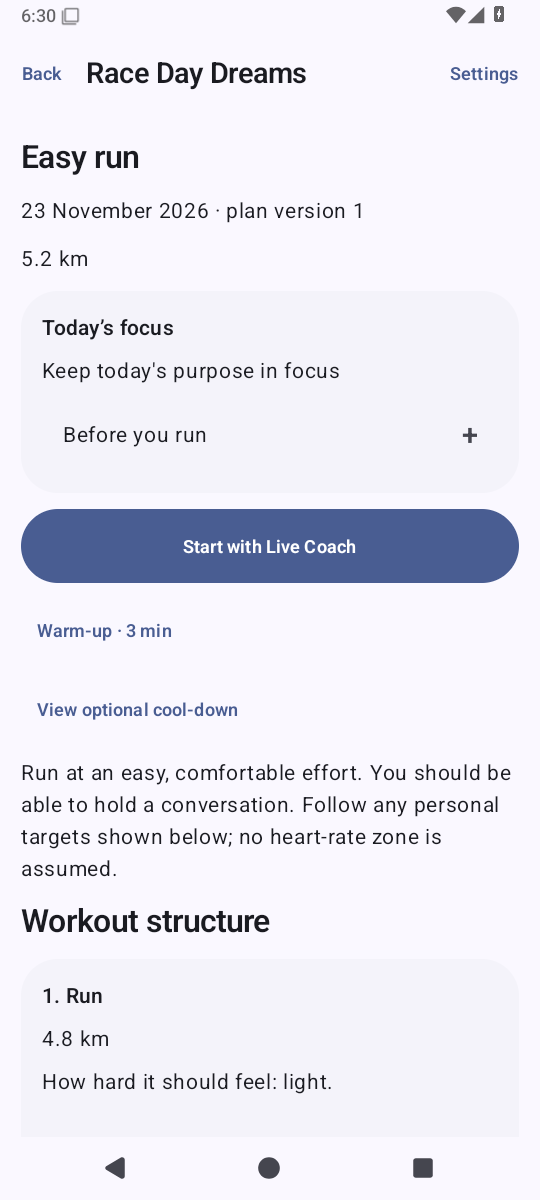 6:30
Back
Race Day Dreams
Settings
Easy run
23 November 2026 · plan version 1
5.2 km
Today’s focus
Keep today's purpose in focus
Before you run
+
Start with Live Coach
Warm-up · 3 min
View optional cool-down
Run at an easy, comfortable effort. You should be
able to hold a conversation. Follow any personal
targets shown below; no heart-rate zone is
assumed.
Workout structure
1. Run
4.8 km
How hard it should feel: light.